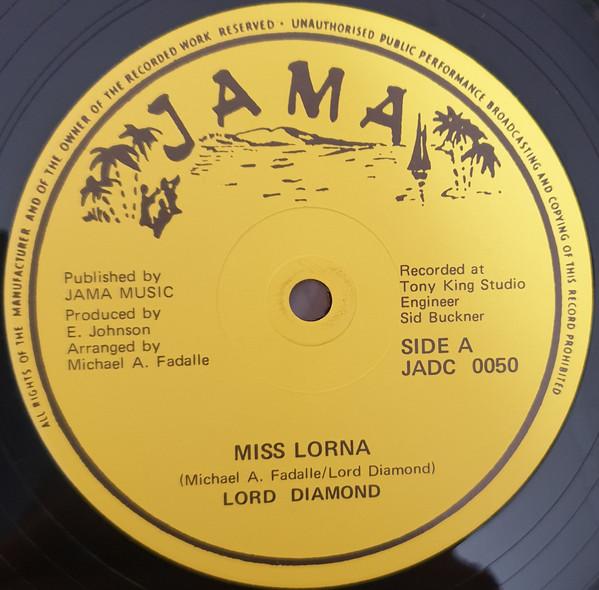 ALL RIGHTS OF THE MANUFACTURER AND OF THE OWNER OF THE RECORDED WORK RESERVED · UNAUTHORISED PUBLIC PERFORMANCE BROADCASTING AND COPYING OF THIS RECORD PROHIBITED
JAMA
Published by
JAMA MUSIC
Produced by
E. Johnson
Arranged by
Michael A. Fadalle
Recorded at
Tony King Studio
Engineer
Sid Buckner
SIDE A
JADC 0050
MISS LORNA
(Michael A. Fadalle/Lord Diamond)
LORD DIAMOND